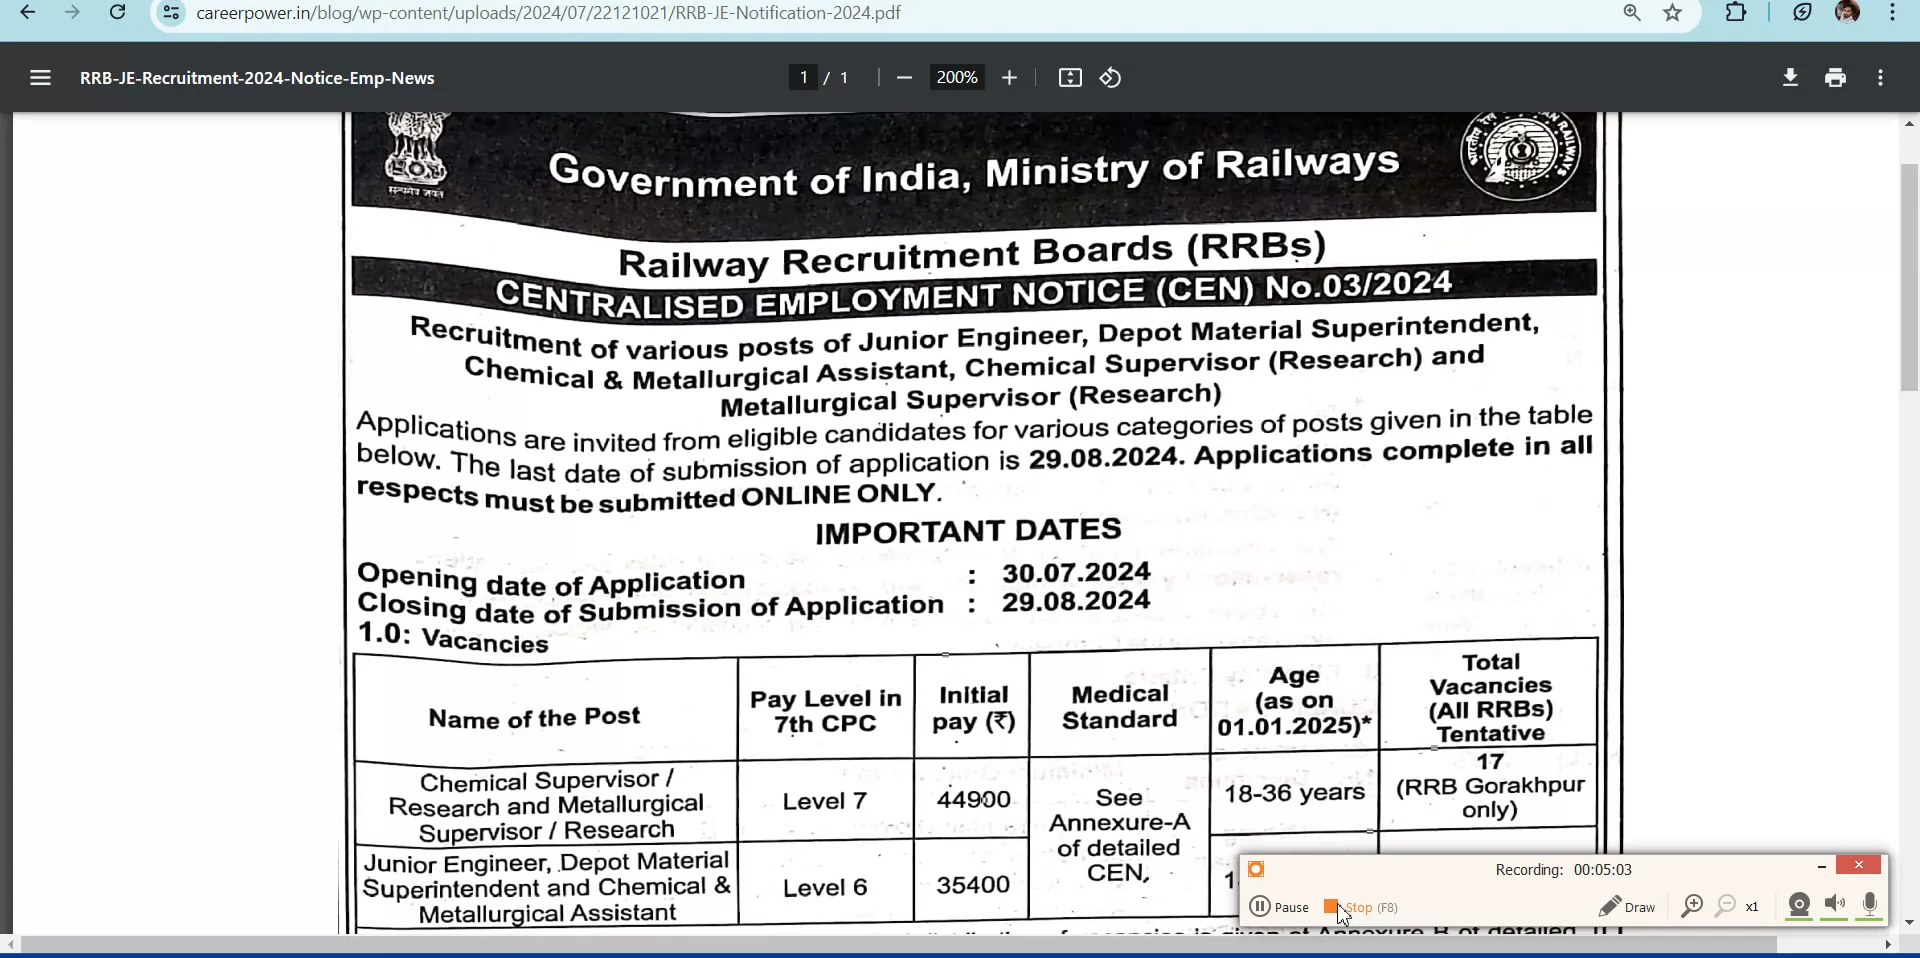 careerpower.in/blog/wp-content/uploads/2024/07/22121021/RRB-JE-Notification-2024.pdf
RRB-JE-Recruitment-2024-Notice-Emp-News
1 / 1
200%
सत्यमेव जयते
Government of India, Ministry of Railways
Railway Recruitment Boards (RRBs)
CENTRALISED EMPLOYMENT NOTICE (CEN) No.03/2024
Recruitment of various posts of Junior Engineer, Depot Material Superintendent,
Chemical & Metallurgical Assistant, Chemical Supervisor (Research) and
Metallurgical Supervisor (Research)
Applications are invited from eligible candidates for various categories of posts given in the table
below. The last date of submission of application is 29.08.2024. Applications complete in all
respects must be submitted ONLINE ONLY.
IMPORTANT DATES
Opening date of Application : 30.07.2024
Closing date of Submission of Application : 29.08.2024
1.0: Vacancies
Name of the Post
Pay Level in
7th CPC
Initial
pay (₹)
Medical
Standard
Age
(as on
01.01.2025)*
Total
Vacancies
(All RRBs)
Tentative
Chemical Supervisor /
Research and Metallurgical
Supervisor / Research
Level 7
44900
See
Annexure-A
of detailed
CEN,
18-36 years
17
(RRB Gorakhpur
only)
Junior Engineer, Depot Material
Superintendent and Chemical &
Metallurgical Assistant
Level 6
35400
Recording: 00:05:03
Pause
Stop (F8)
Draw
x1